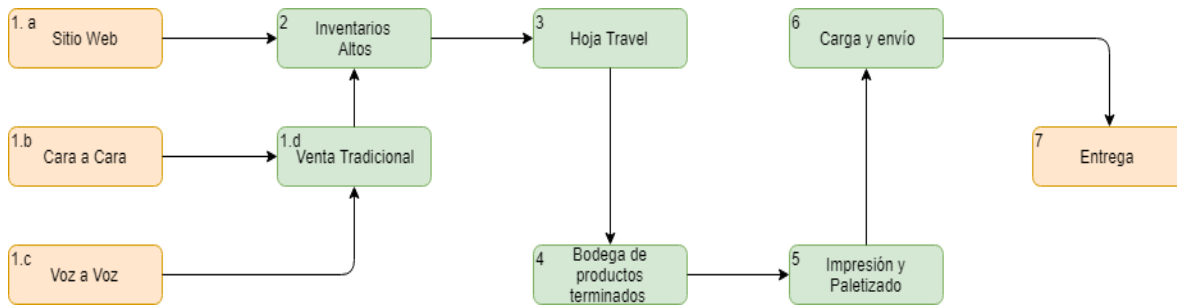 1. a
Sitio Web
2
Inventarios
Altos
3
Hoja Travel
6
Carga y envío
1.b
Cara a Cara
1.d
Venta Tradicional
7
Entrega
1.c
Voz a Voz
4
Bodega de
productos
terminados
5
Impresión y
Paletizado